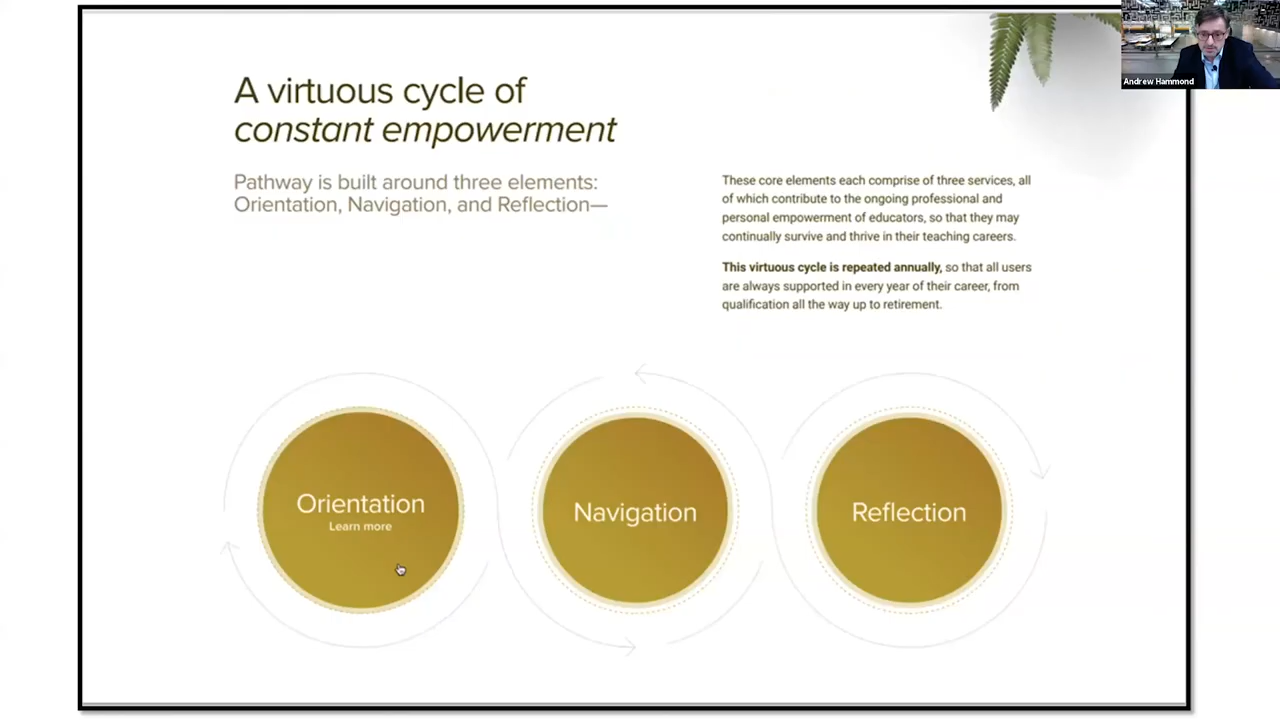 A virtuous cycle of
constant empowerment
Pathway is built around three elements:
Orientation, Navigation, and Reflection—
These core elements each comprise of three services, all
of which contribute to the ongoing professional and
personal empowerment of educators, so that they may
continually survive and thrive in their teaching careers.
This virtuous cycle is repeated annually, so that all users
are always supported in every year of their career, from
qualification all the way up to retirement.
Orientation
Learn more
Navigation
Reflection
Andrew Hammond